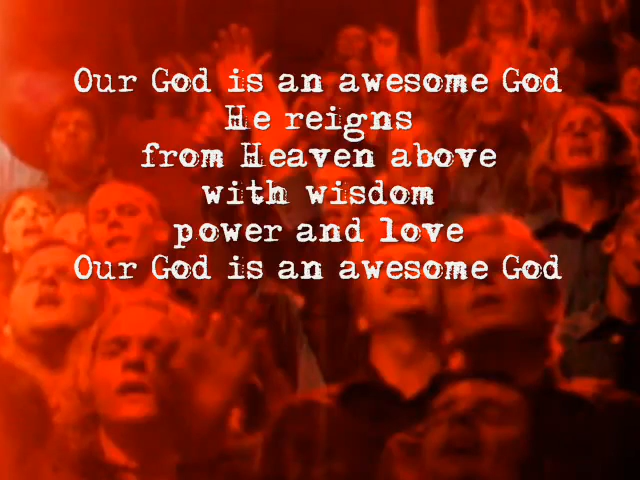 Our God is an awesome God
He reigns
from Heaven above
with wisdom
power and love
Our God is an awesome God